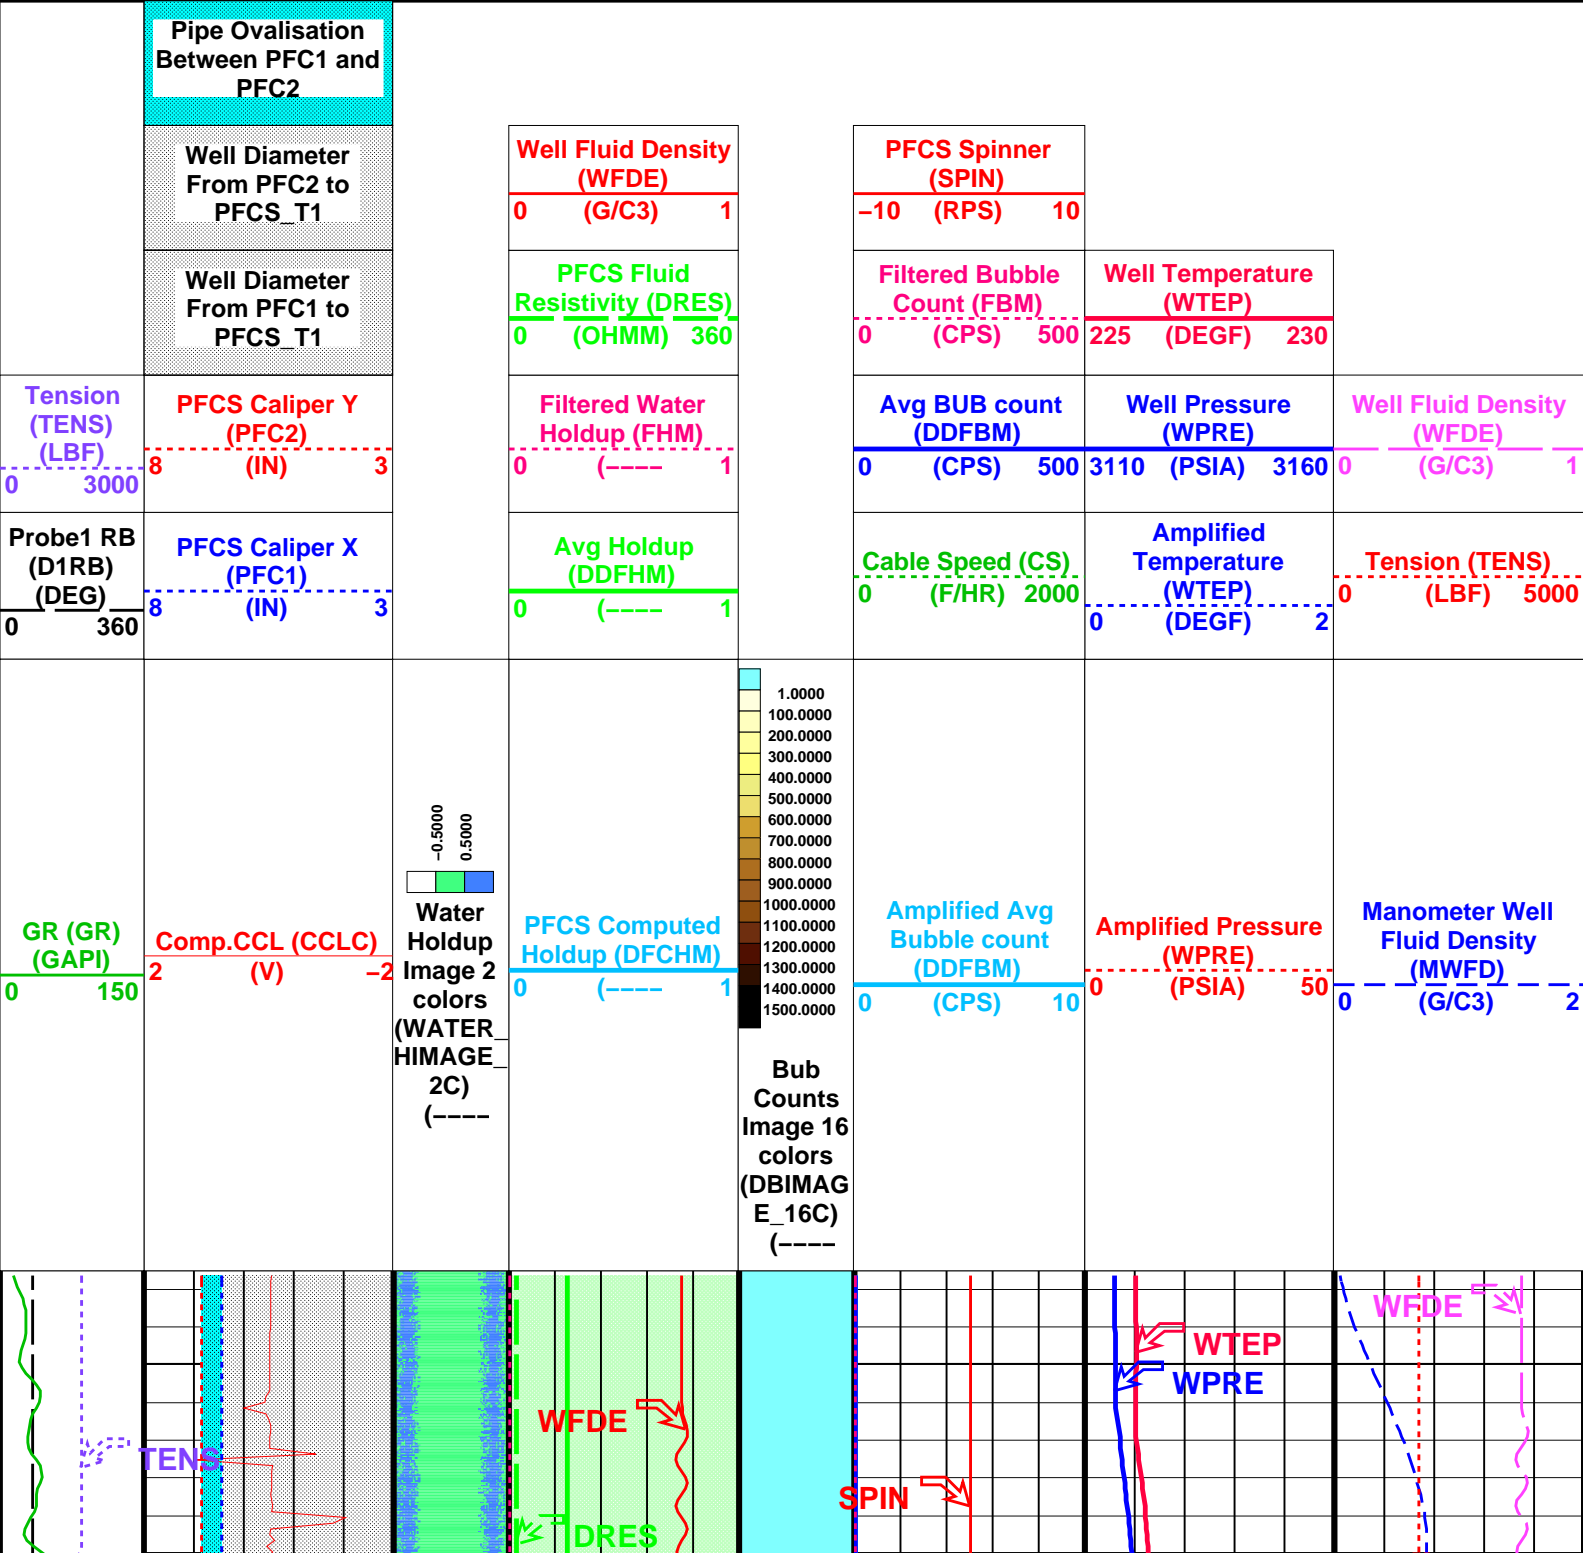 Pipe Ovalisation
Between PFC1 and
PFC2
Well Diameter
From PFC2 to
PFCS_T1
Well Fluid Density
(WFDE)
0 (G/C3) 1
PFCS Spinner
(SPIN)
−10 (RPS) 10
Well Diameter
From PFC1 to
PFCS_T1
PFCS Fluid
Resistivity (DRES)
0 (OHMM) 360
Filtered Bubble
Count (FBM)
0 (CPS) 500
Well Temperature
(WTEP)
225 (DEGF) 230
Tension
(TENS)
(LBF)
0 3000
PFCS Caliper Y
(PFC2)
8 (IN) 3
Filtered Water
Holdup (FHM)
0 (−−−− 1
Avg BUB count
(DDFBM)
0 (CPS) 500
Well Pressure
(WPRE)
3110 (PSIA) 3160
Well Fluid Density
(WFDE)
0 (G/C3) 1
Probe1 RB
(D1RB)
(DEG)
0 360
PFCS Caliper X
(PFC1)
8 (IN) 3
Avg Holdup
(DDFHM)
0 (−−−− 1
Cable Speed (CS)
0 (F/HR) 2000
Amplified
Temperature
(WTEP)
0 (DEGF) 2
Tension (TENS)
0 (LBF) 5000
GR (GR)
(GAPI)
0 150
Comp.CCL (CCLC)
2 (V) −2
−0.5000
0.5000
Water
Holdup
Image 2
colors
(WATER_
HIMAGE_
2C)
(−−−−
PFCS Computed
Holdup (DFCHM)
0 (−−−− 1
1.0000
100.0000
200.0000
300.0000
400.0000
500.0000
600.0000
700.0000
800.0000
900.0000
1000.0000
1100.0000
1200.0000
1300.0000
1400.0000
1500.0000
Bub
Counts
Image 16
colors
(DBIMAG
E_16C)
(−−−−
Amplified Avg
Bubble count
(DDFBM)
0 (CPS) 10
Amplified Pressure
(WPRE)
0 (PSIA) 50
Manometer Well
Fluid Density
(MWFD)
0 (G/C3) 2
TENS
WFDE
DRES
SPIN
WTEP
WPRE
WFDE